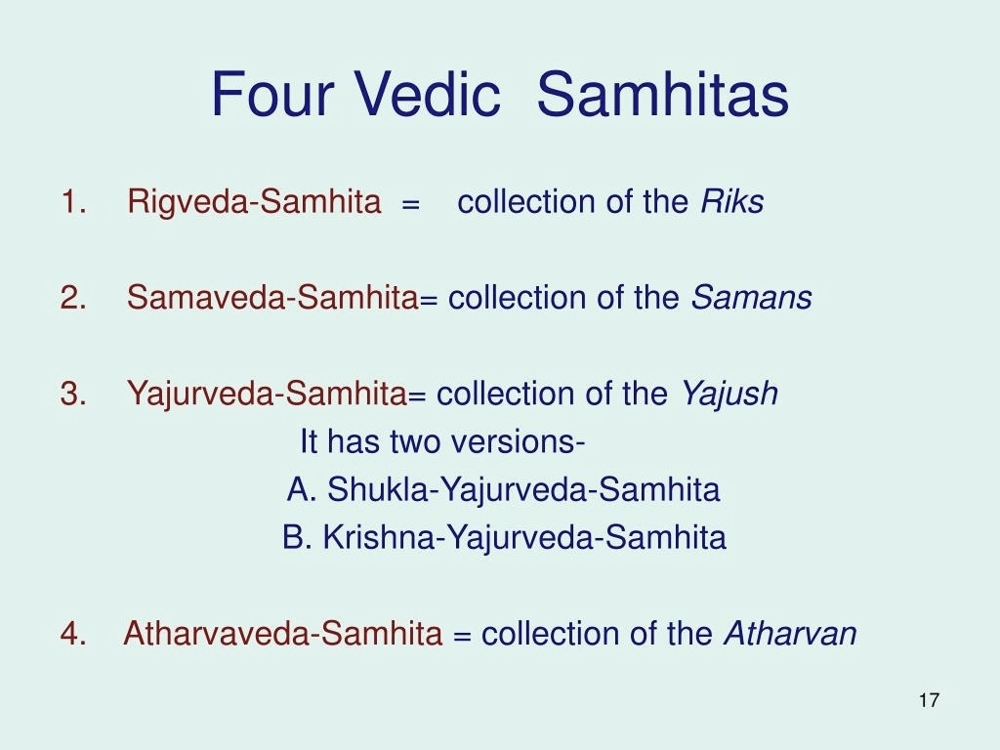 Four Vedic  Samhitas
1. Rigveda-Samhita = collection of the Riks
2. Samaveda-Samhita= collection of the Samans
3. Yajurveda-Samhita= collection of the Yajush
It has two versions-
A. Shukla-Yajurveda-Samhita
B. Krishna-Yajurveda-Samhita
4. Atharvaveda-Samhita = collection of the Atharvan
17